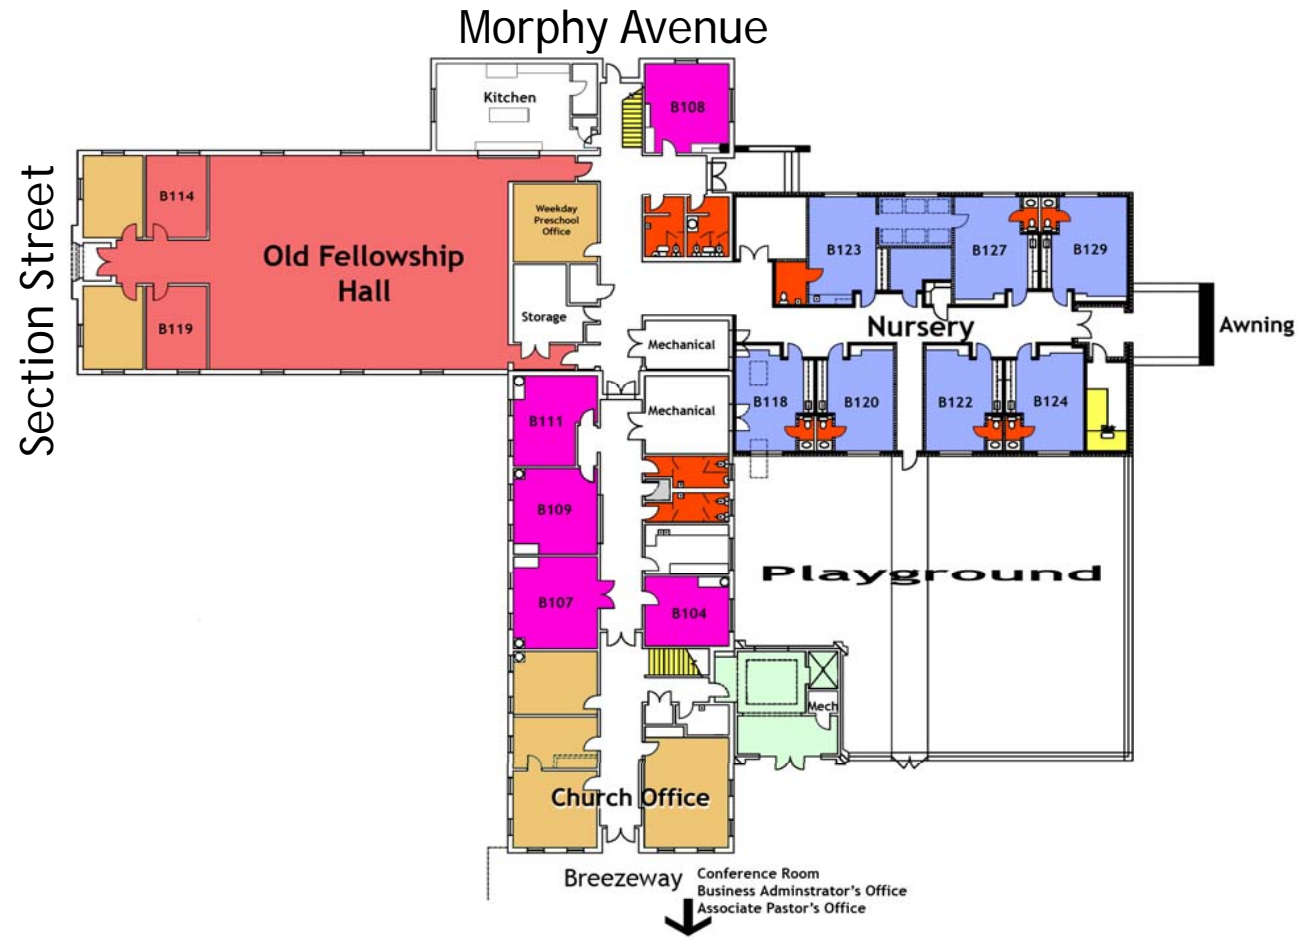 Morphy Avenue
Kitchen
B108
Section Street
B114
Weekday
Preschool
Office
Old Fellowship
Hall
B123
B127
B129
B119
Storage
Nursery
Awning
Mechanical
B118
B120
B122
B124
Mechanical
B111
B109
Playground
B107
B104
Mech
Church Office
Breezeway
Conference Room
Business Adminstrator's Office
Associate Pastor's Office